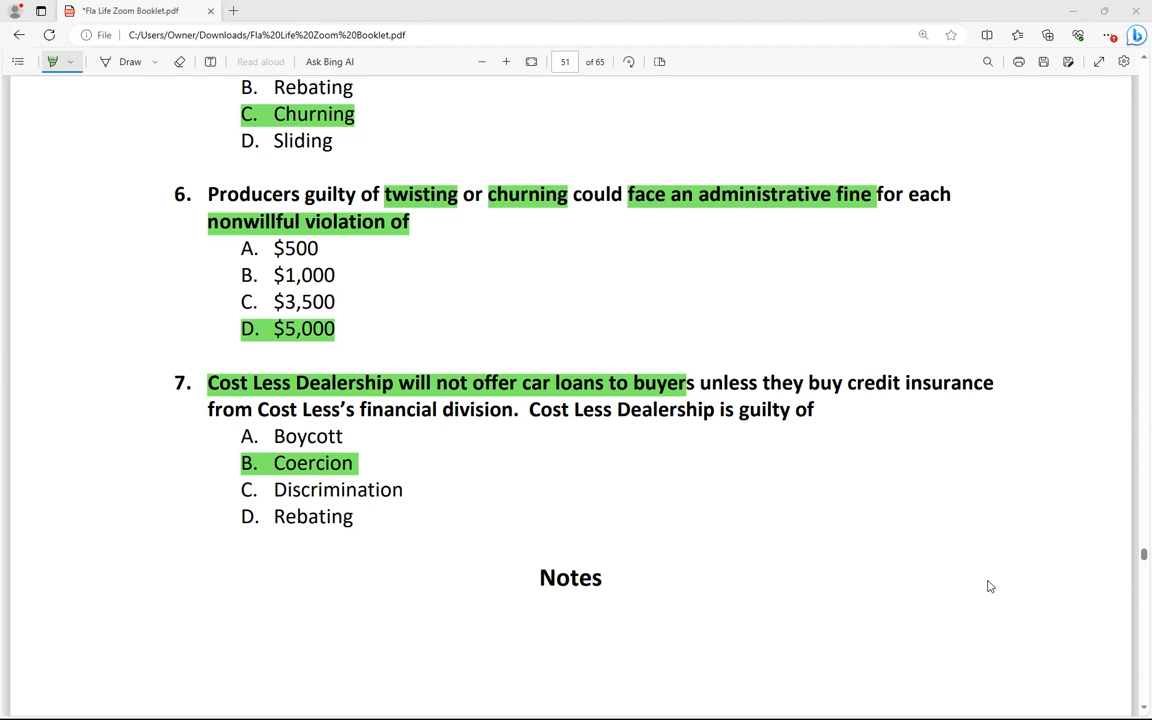 *Fla Life Zoom Booklet.pdf
File C:/Users/Owner/Downloads/Fla%20Life%20Zoom%20Booklet.pdf
Draw Read aloud Ask Bing AI 51 of 65
B. Rebating
C. Churning
D. Sliding
6. Producers guilty of twisting or churning could face an administrative fine for each
nonwillful violation of
A. $500
B. $1,000
C. $3,500
D. $5,000
7. Cost Less Dealership will not offer car loans to buyers unless they buy credit insurance
from Cost Less’s financial division. Cost Less Dealership is guilty of
A. Boycott
B. Coercion
C. Discrimination
D. Rebating
Notes